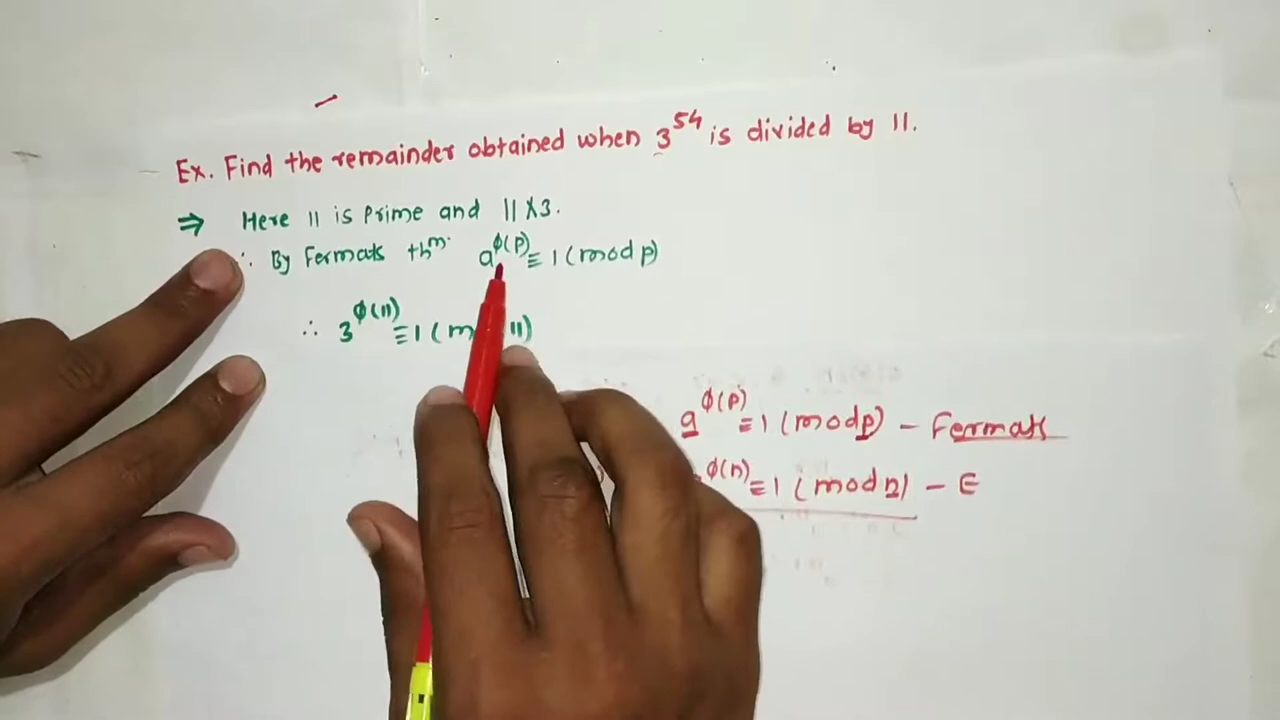 Ex. Find the remainder obtained when 3^54 is divided by 11.
⇒ Here 11 is prime and 11∤3.
∴ By Fermats thm. a^ϕ(p) ≡ 1 (mod p)
∴ 3^ϕ(11) ≡ 1 (m 11)
a^ϕ(p) ≡ 1 (mod p) - Fermats
ϕ(n) ≡ 1 (mod n) - E